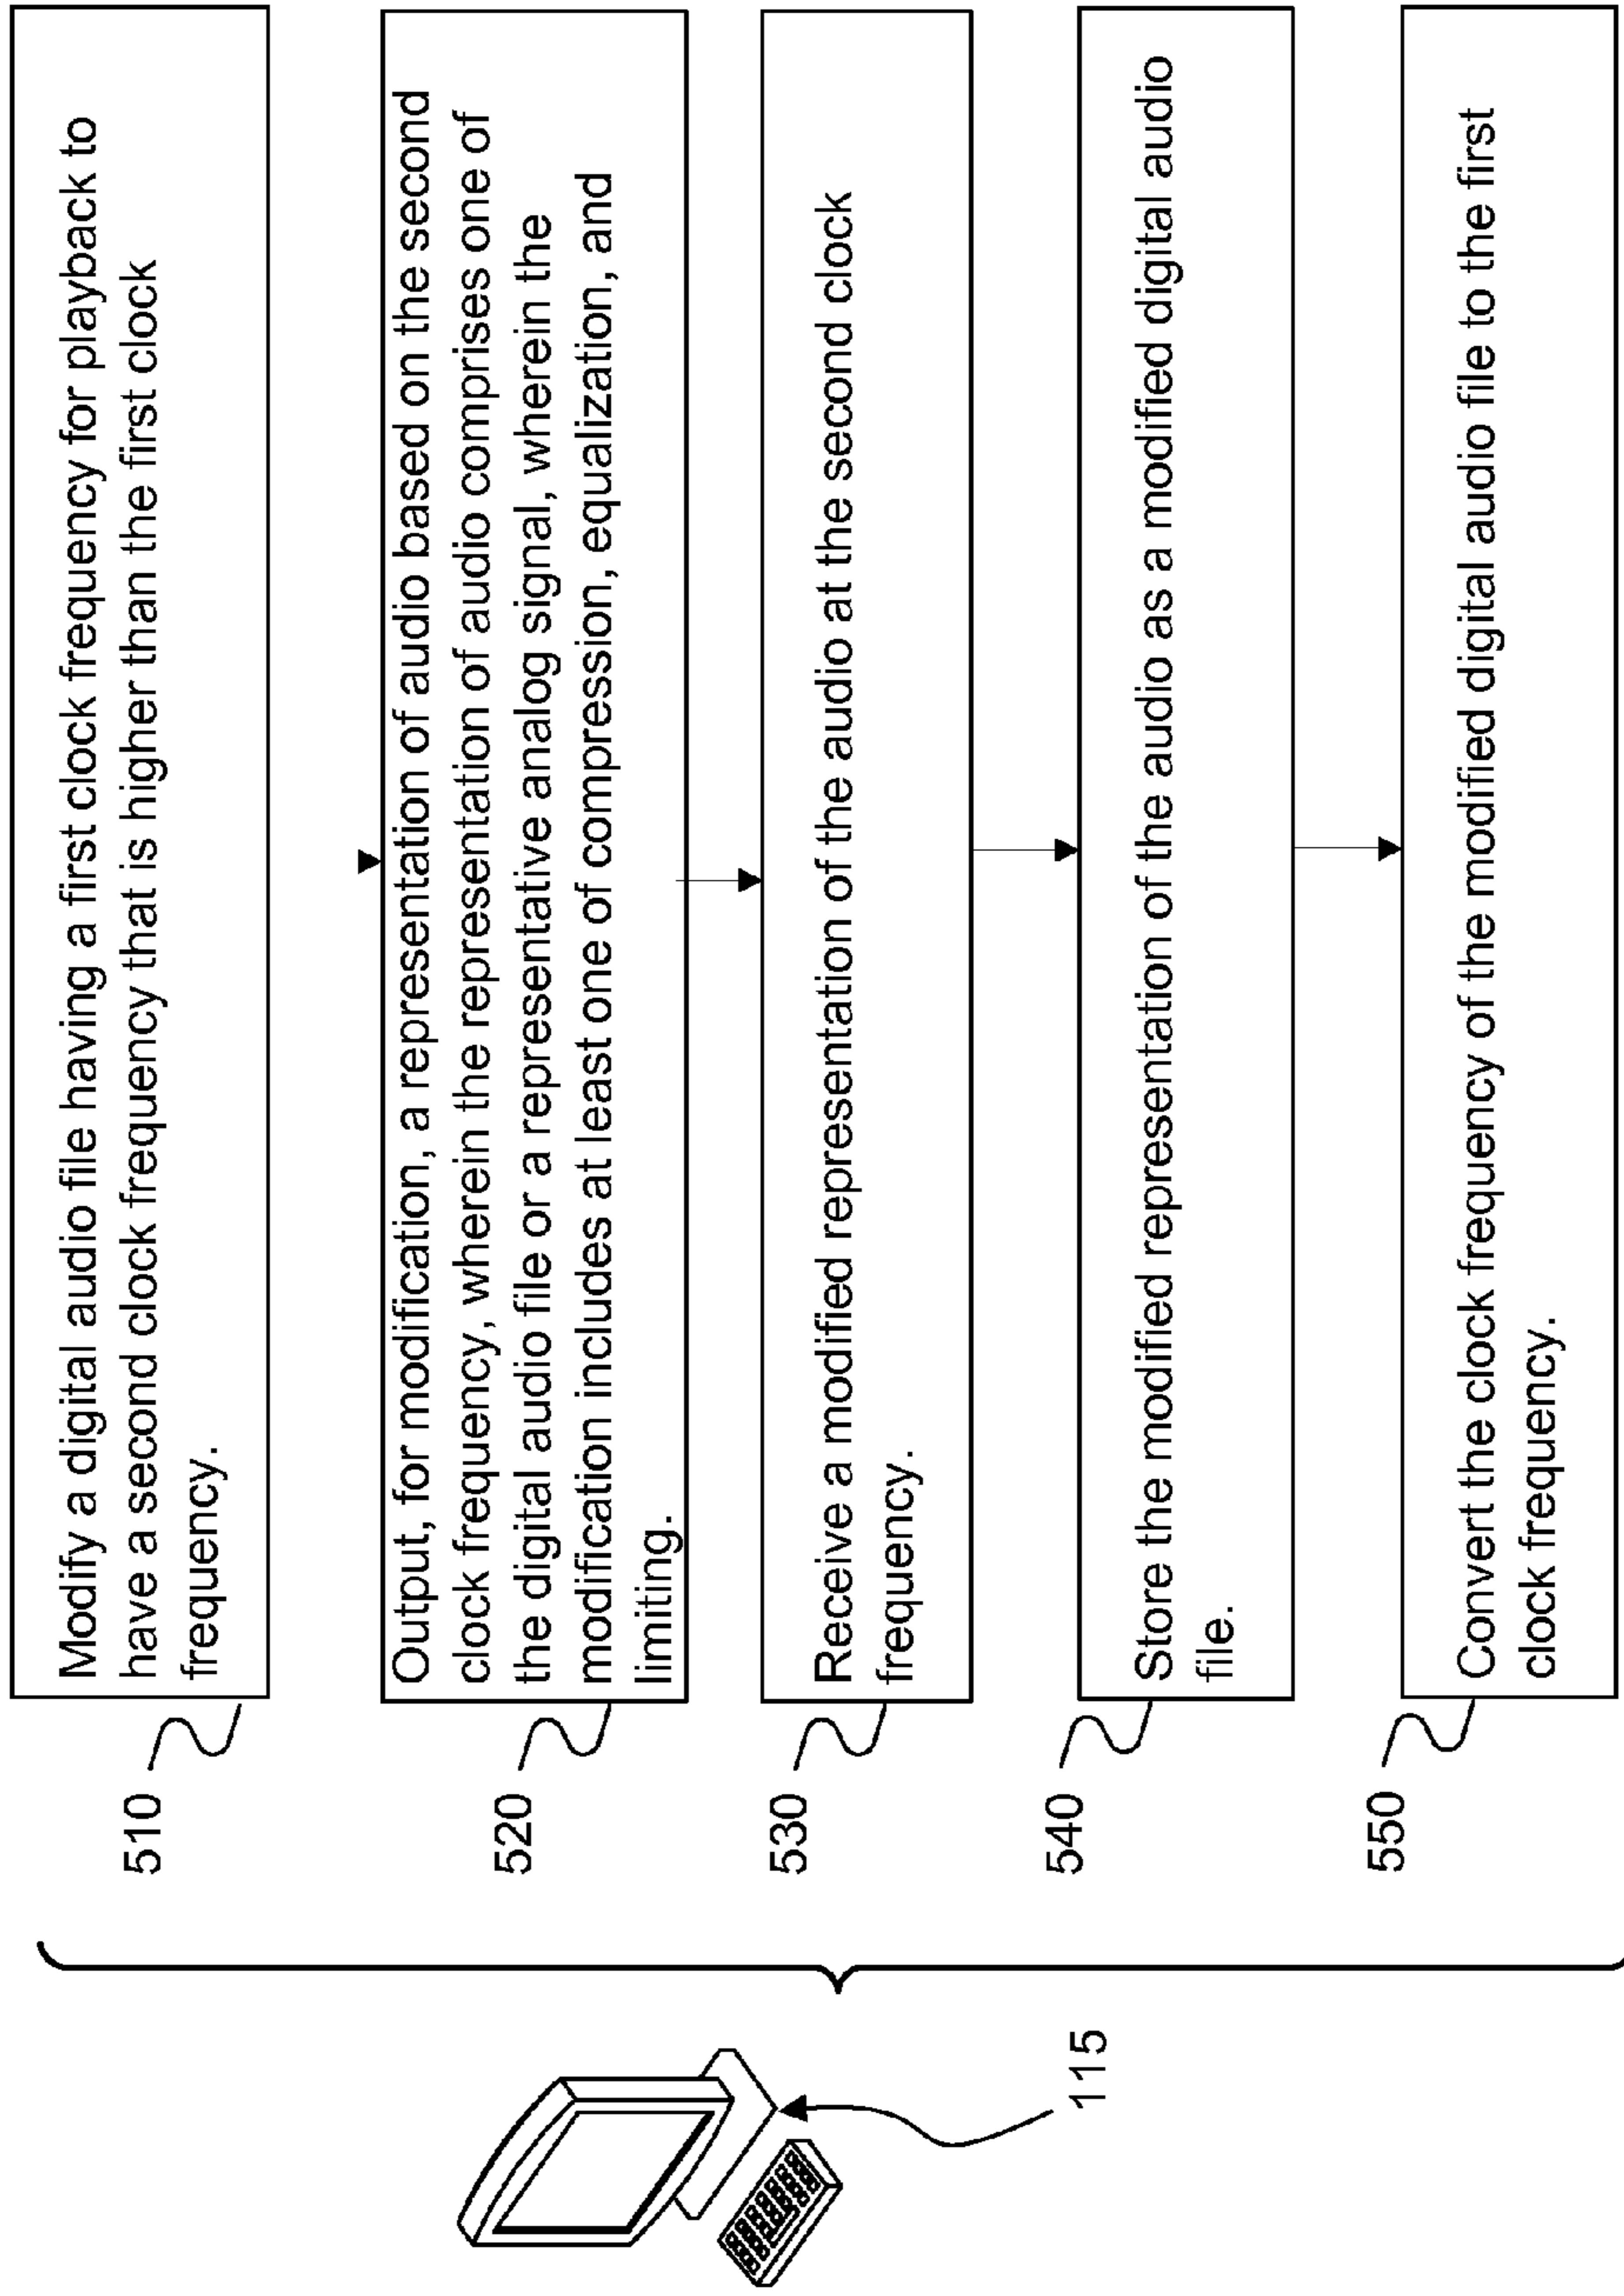 510
Modify a digital audio file having a first clock frequency for playback to
have a second clock frequency that is higher than the first clock
frequency.
520
Output, for modification, a representation of audio based on the second
clock frequency, wherein the representation of audio comprises one of
the digital audio file or a representative analog signal, wherein the
modification includes at least one of compression, equalization, and
limiting.
530
Receive a modified representation of the audio at the second clock
frequency.
540
Store the modified representation of the audio as a modified digital audio
file.
550
Convert the clock frequency of the modified digital audio file to the first
clock frequency.
115